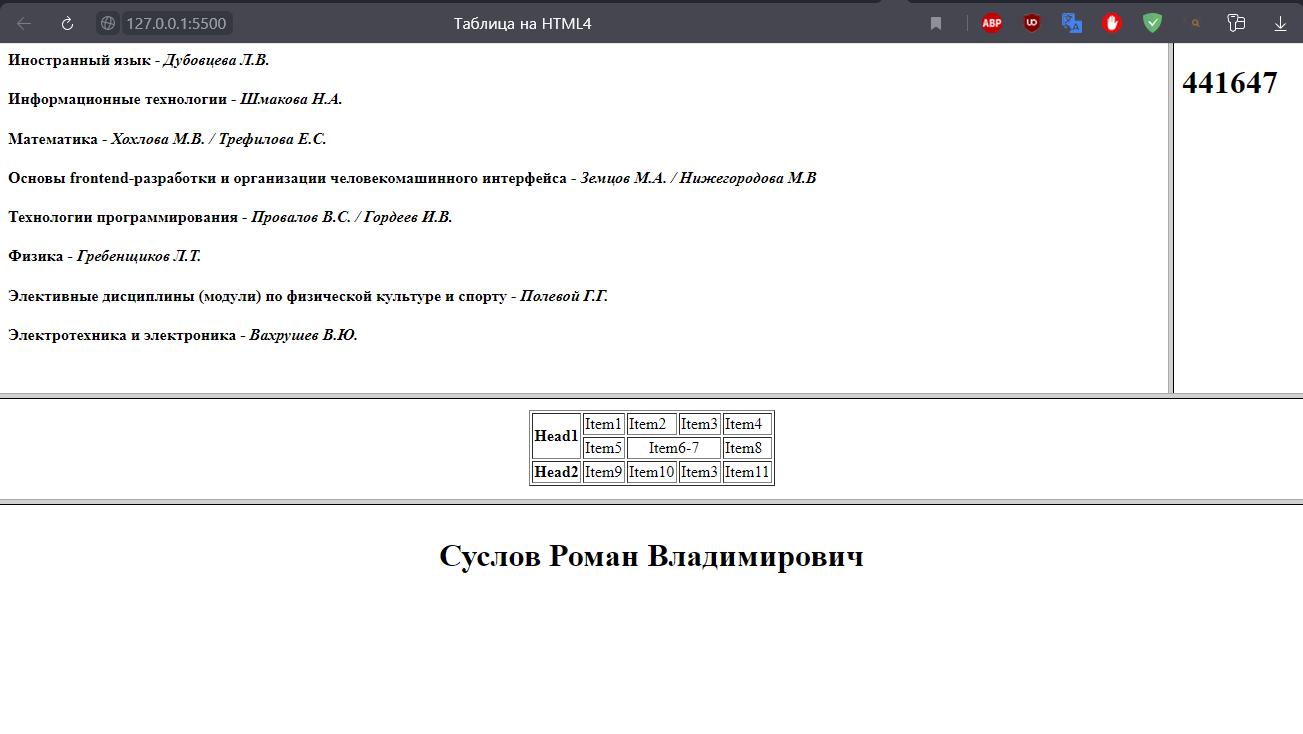 127.0.0.1:5500 Таблица на HTML4 ABP UD
Иностранный язык - Дубовцева Л.В.
441647
Информационные технологии - Шмакова Н.А.
Математика - Хохлова М.В. / Трефилова Е.С.
Основы frontend-разработки и организации человекомашинного интерфейса - Земцов М.А. / Нижегородова М.В
Технологии программирования - Провалов В.С. / Гордеев И.В.
Физика - Гребенщиков Л.Т.
Элективные дисциплины (модули) по физической культуре и спорту - Полевой Г.Г.
Электротехника и электроника - Вахрушев В.Ю.
Head1 Item1 Item2 Item3 Item4
Item5 Item6-7 Item8
Head2 Item9 Item10 Item3 Item11
Суслов Роман Владимирович